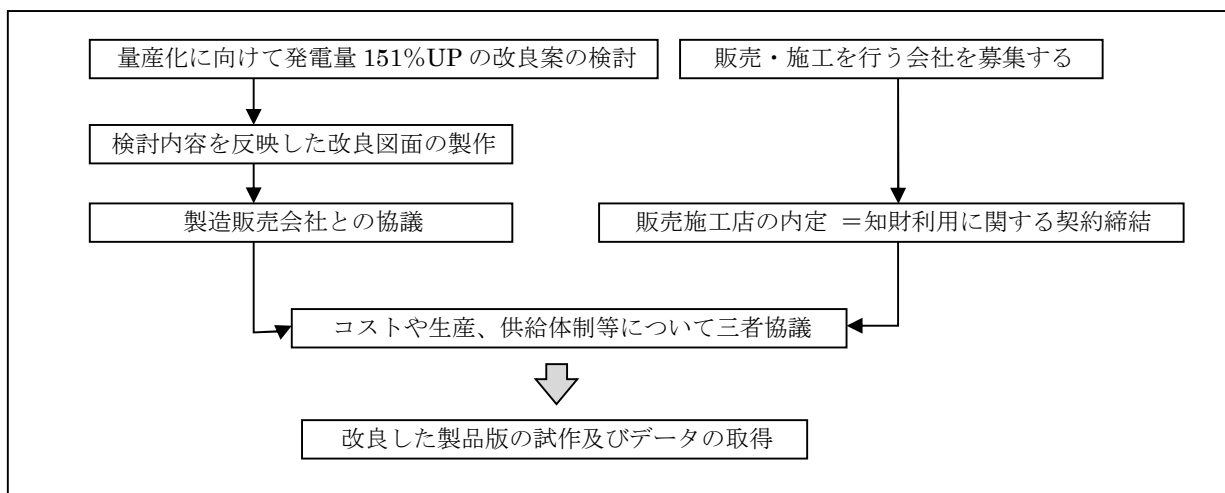 量産化に向けて発電量 151%UP の改良案の検討
販売・施工を行う会社を募集する
検討内容を反映した改良図面の製作
製造販売会社との協議
販売施工店の内定 ＝知財利用に関する契約締結
コストや生産、供給体制等について三者協議
改良した製品版の試作及びデータの取得